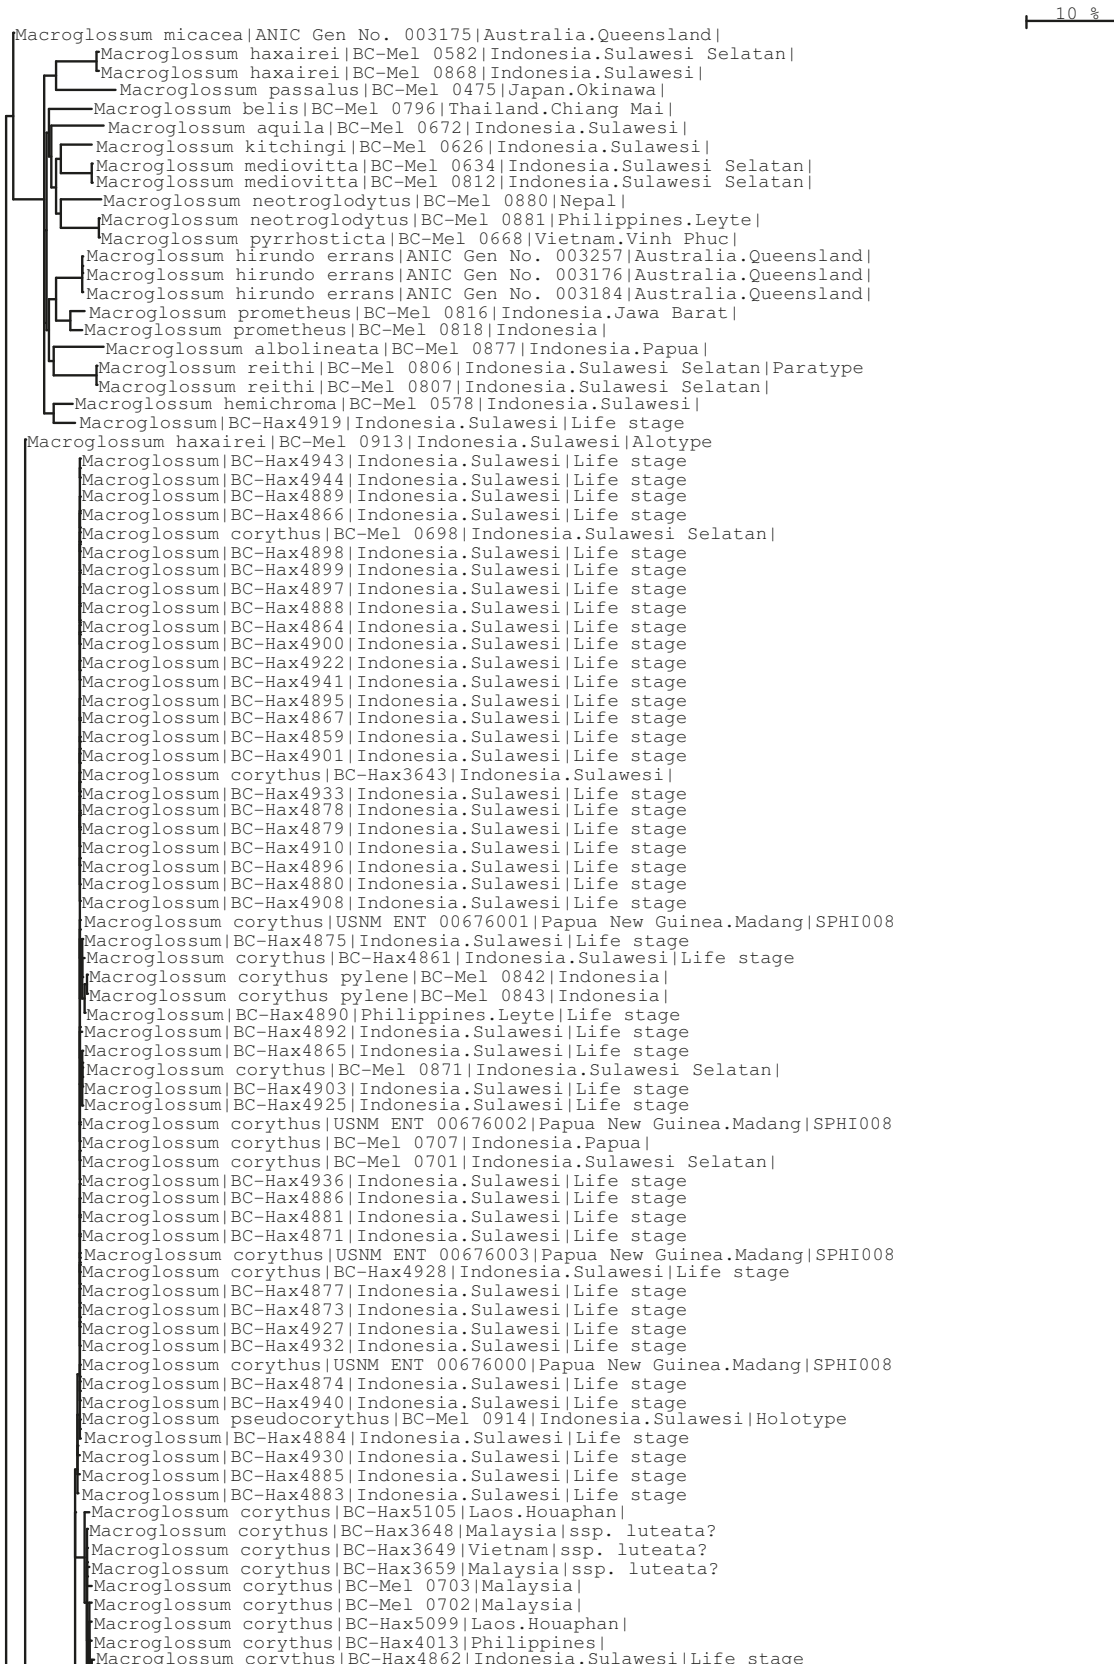 10 %
Macroglossum micacea|ANIC Gen No. 003175|Australia.Queensland|
Macroglossum haxairei|BC-Mel 0582|Indonesia.Sulawesi Selatan|
Macroglossum haxairei|BC-Mel 0868|Indonesia.Sulawesi|
Macroglossum passalus|BC-Mel 0475|Japan.Okinawa|
Macroglossum belis|BC-Mel 0796|Thailand.Chiang Mai|
Macroglossum aquila|BC-Mel 0672|Indonesia.Sulawesi|
Macroglossum kitchingi|BC-Mel 0626|Indonesia.Sulawesi|
Macroglossum mediovitta|BC-Mel 0634|Indonesia.Sulawesi Selatan|
Macroglossum mediovitta|BC-Mel 0812|Indonesia.Sulawesi Selatan|
Macroglossum neotroglodytus|BC-Mel 0880|Nepal|
Macroglossum neotroglodytus|BC-Mel 0881|Philippines.Leyte|
Macroglossum pyrrhosticta|BC-Mel 0668|Vietnam.Vinh Phuc|
Macroglossum hirundo errans|ANIC Gen No. 003257|Australia.Queensland|
Macroglossum hirundo errans|ANIC Gen No. 003176|Australia.Queensland|
Macroglossum hirundo errans|ANIC Gen No. 003184|Australia.Queensland|
Macroglossum prometheus|BC-Mel 0816|Indonesia.Jawa Barat|
Macroglossum prometheus|BC-Mel 0818|Indonesia|
Macroglossum albolineata|BC-Mel 0877|Indonesia.Papua|
Macroglossum reithi|BC-Mel 0806|Indonesia.Sulawesi Selatan|Paratype
Macroglossum reithi|BC-Mel 0807|Indonesia.Sulawesi Selatan|
Macroglossum hemichroma|BC-Mel 0578|Indonesia.Sulawesi|
Macroglossum|BC-Hax4919|Indonesia.Sulawesi|Life stage
Macroglossum haxairei|BC-Mel 0913|Indonesia.Sulawesi|Alotype
Macroglossum|BC-Hax4943|Indonesia.Sulawesi|Life stage
Macroglossum|BC-Hax4944|Indonesia.Sulawesi|Life stage
Macroglossum|BC-Hax4889|Indonesia.Sulawesi|Life stage
Macroglossum|BC-Hax4866|Indonesia.Sulawesi|Life stage
Macroglossum corythus|BC-Mel 0698|Indonesia.Sulawesi Selatan|
Macroglossum|BC-Hax4898|Indonesia.Sulawesi|Life stage
Macroglossum|BC-Hax4899|Indonesia.Sulawesi|Life stage
Macroglossum|BC-Hax4897|Indonesia.Sulawesi|Life stage
Macroglossum|BC-Hax4888|Indonesia.Sulawesi|Life stage
Macroglossum|BC-Hax4864|Indonesia.Sulawesi|Life stage
Macroglossum|BC-Hax4900|Indonesia.Sulawesi|Life stage
Macroglossum|BC-Hax4922|Indonesia.Sulawesi|Life stage
Macroglossum|BC-Hax4941|Indonesia.Sulawesi|Life stage
Macroglossum|BC-Hax4895|Indonesia.Sulawesi|Life stage
Macroglossum|BC-Hax4867|Indonesia.Sulawesi|Life stage
Macroglossum|BC-Hax4859|Indonesia.Sulawesi|Life stage
Macroglossum|BC-Hax4901|Indonesia.Sulawesi|Life stage
Macroglossum corythus|BC-Hax3643|Indonesia.Sulawesi|
Macroglossum|BC-Hax4933|Indonesia.Sulawesi|Life stage
Macroglossum|BC-Hax4878|Indonesia.Sulawesi|Life stage
Macroglossum|BC-Hax4879|Indonesia.Sulawesi|Life stage
Macroglossum|BC-Hax4910|Indonesia.Sulawesi|Life stage
Macroglossum|BC-Hax4896|Indonesia.Sulawesi|Life stage
Macroglossum|BC-Hax4880|Indonesia.Sulawesi|Life stage
Macroglossum|BC-Hax4908|Indonesia.Sulawesi|Life stage
Macroglossum corythus|USNM ENT 00676001|Papua New Guinea.Madang|SPHI008
Macroglossum|BC-Hax4875|Indonesia.Sulawesi|Life stage
Macroglossum corythus|BC-Hax4861|Indonesia.Sulawesi|Life stage
Macroglossum corythus pylene|BC-Mel 0842|Indonesia|
Macroglossum corythus pylene|BC-Mel 0843|Indonesia|
Macroglossum|BC-Hax4890|Philippines.Leyte|Life stage
Macroglossum|BC-Hax4892|Indonesia.Sulawesi|Life stage
Macroglossum|BC-Hax4865|Indonesia.Sulawesi|Life stage
Macroglossum corythus|BC-Mel 0871|Indonesia.Sulawesi Selatan|
Macroglossum|BC-Hax4903|Indonesia.Sulawesi|Life stage
Macroglossum|BC-Hax4925|Indonesia.Sulawesi|Life stage
Macroglossum corythus|USNM ENT 00676002|Papua New Guinea.Madang|SPHI008
Macroglossum corythus|BC-Mel 0707|Indonesia.Papua|
Macroglossum corythus|BC-Mel 0701|Indonesia.Sulawesi Selatan|
Macroglossum|BC-Hax4936|Indonesia.Sulawesi|Life stage
Macroglossum|BC-Hax4886|Indonesia.Sulawesi|Life stage
Macroglossum|BC-Hax4881|Indonesia.Sulawesi|Life stage
Macroglossum|BC-Hax4871|Indonesia.Sulawesi|Life stage
Macroglossum corythus|USNM ENT 00676003|Papua New Guinea.Madang|SPHI008
Macroglossum corythus|BC-Hax4928|Indonesia.Sulawesi|Life stage
Macroglossum|BC-Hax4877|Indonesia.Sulawesi|Life stage
Macroglossum|BC-Hax4873|Indonesia.Sulawesi|Life stage
Macroglossum|BC-Hax4927|Indonesia.Sulawesi|Life stage
Macroglossum|BC-Hax4932|Indonesia.Sulawesi|Life stage
Macroglossum corythus|USNM ENT 00676000|Papua New Guinea.Madang|SPHI008
Macroglossum|BC-Hax4874|Indonesia.Sulawesi|Life stage
Macroglossum|BC-Hax4940|Indonesia.Sulawesi|Life stage
Macroglossum pseudocorythus|BC-Mel 0914|Indonesia.Sulawesi|Holotype
Macroglossum|BC-Hax4884|Indonesia.Sulawesi|Life stage
Macroglossum|BC-Hax4930|Indonesia.Sulawesi|Life stage
Macroglossum|BC-Hax4885|Indonesia.Sulawesi|Life stage
Macroglossum|BC-Hax4883|Indonesia.Sulawesi|Life stage
Macroglossum corythus|BC-Hax5105|Laos.Houaphan|
Macroglossum corythus|BC-Hax3648|Malaysia|ssp. luteata?
Macroglossum corythus|BC-Hax3649|Vietnam|ssp. luteata?
Macroglossum corythus|BC-Hax3659|Malaysia|ssp. luteata?
Macroglossum corythus|BC-Mel 0703|Malaysia|
Macroglossum corythus|BC-Mel 0702|Malaysia|
Macroglossum corythus|BC-Hax5099|Laos.Houaphan|
Macroglossum corythus|BC-Hax4013|Philippines|
Macroglossum corythus|BC-Hax4862|Indonesia.Sulawesi|Life stage